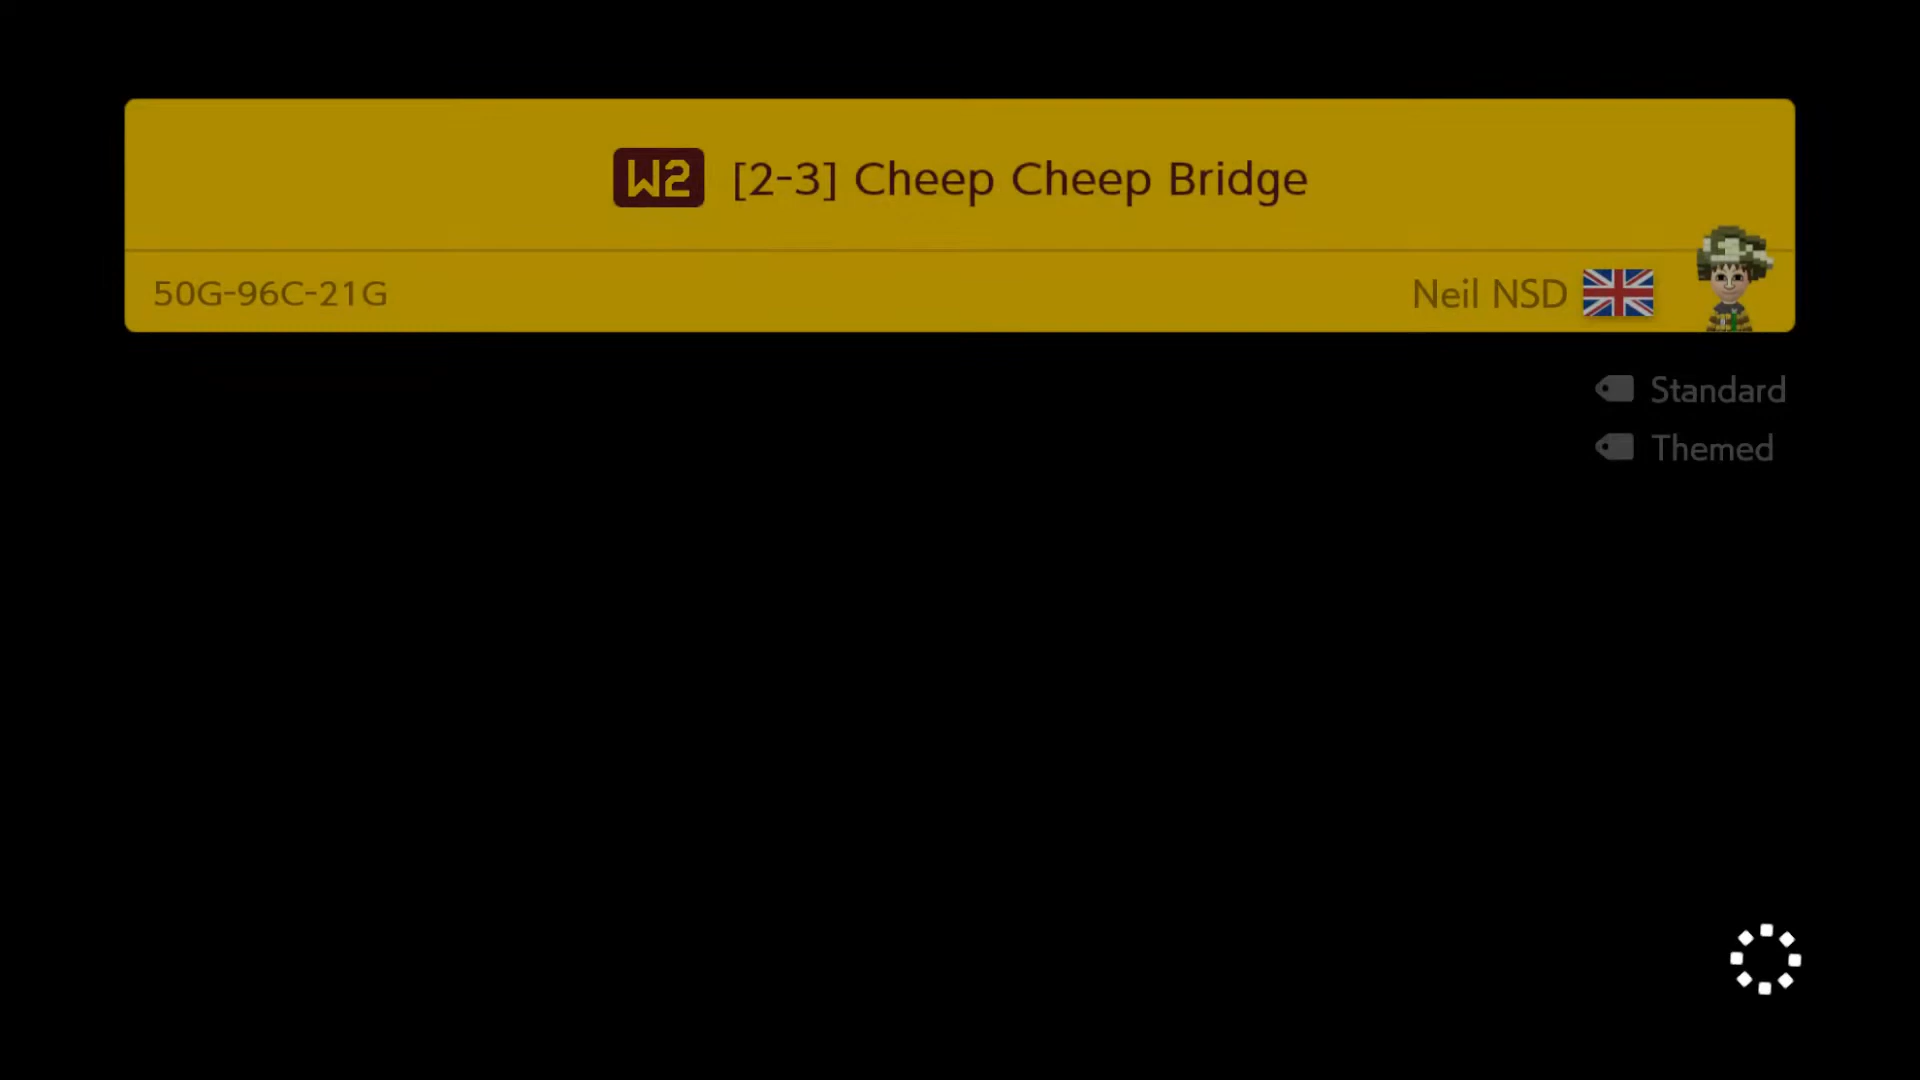 W2 [2-3] Cheep Cheep Bridge
50G-96C-21G Neil NSD
Standard
Themed